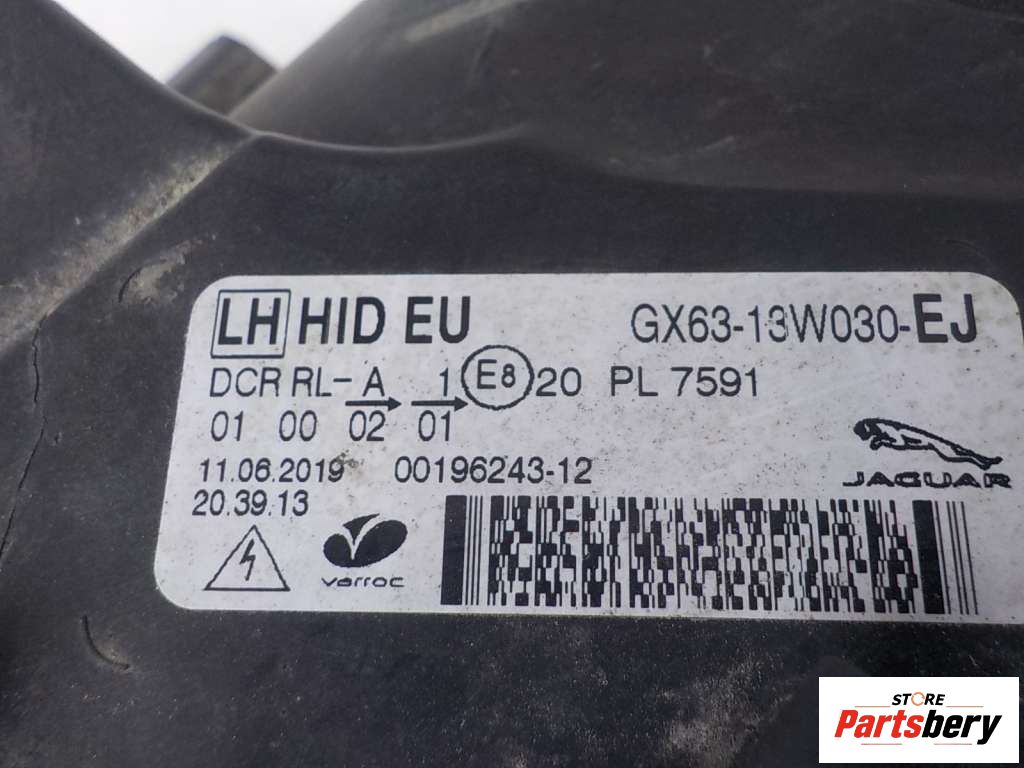 LH HID EU GX63-13W030-EJ
DCR RL- A 1 E8 20 PL 7591
01 00 02 01
11.06.2019 00196243-12
20.39.13
JAGUAR
varroc
STORE
Partsbery